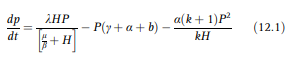 dp/dt = λHP/[μ/β + H] − P(γ + α + b) − α(k + 1)P²/kH (12.1)